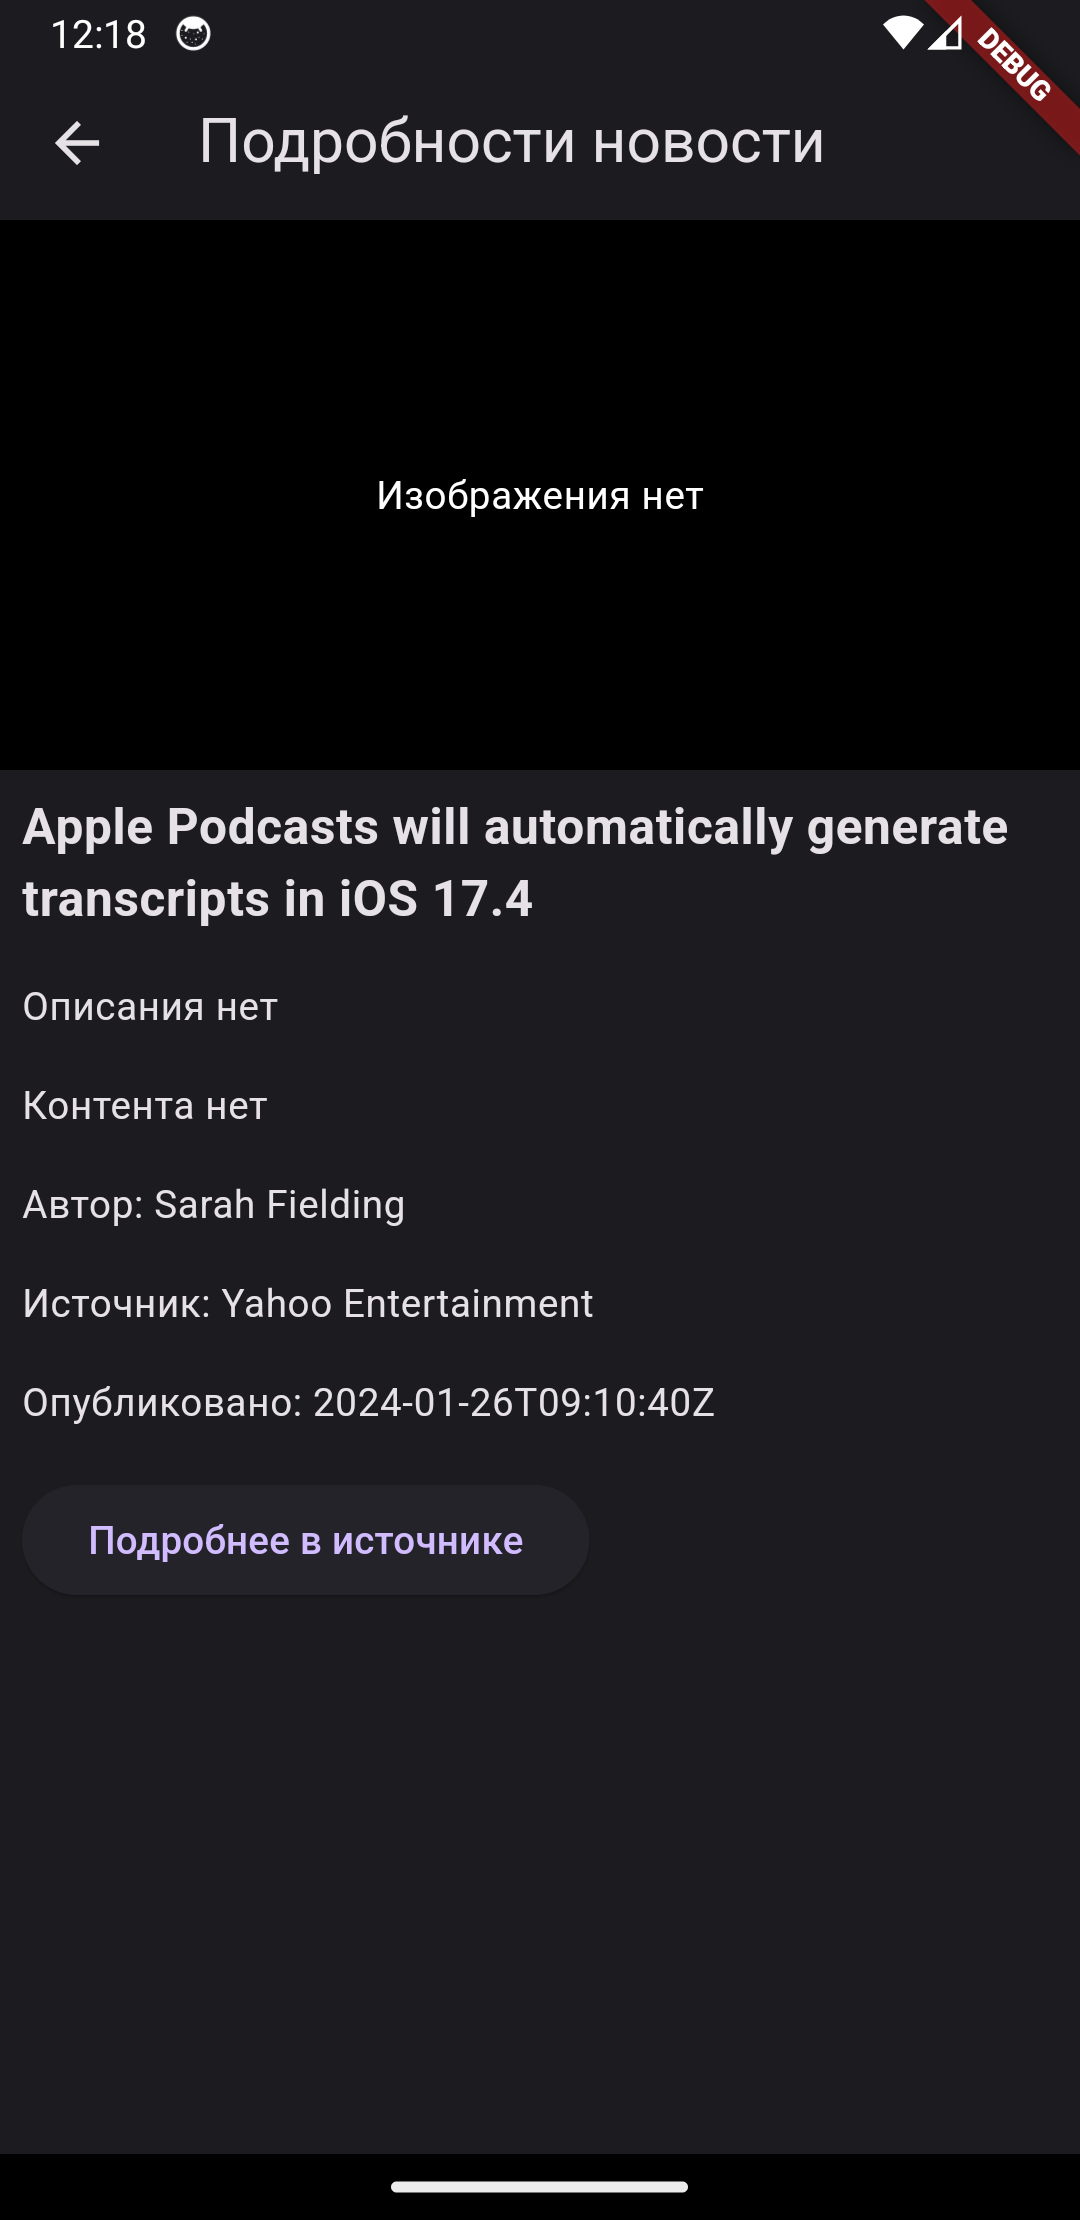 12:18
DEBUG
Подробности новости
Изображения нет
Apple Podcasts will automatically generate
transcripts in iOS 17.4
Описания нет
Контента нет
Автор: Sarah Fielding
Источник: Yahoo Entertainment
Опубликовано: 2024-01-26T09:10:40Z
Подробнее в источнике